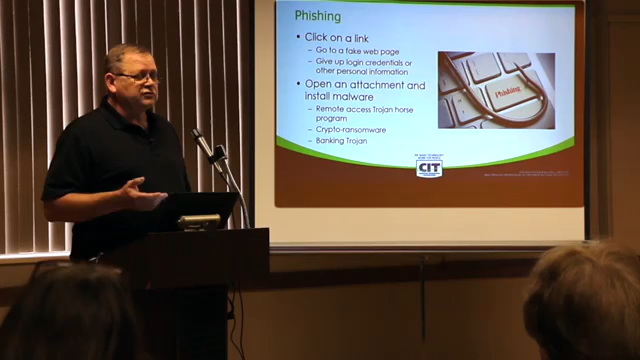 Phishing
• Click on a link
– Go to a fake web page
– Give up login credentials or
other personal information
• Open an attachment and
install malware
– Remote access Trojan horse
program
– Crypto-ransomware
– Banking Trojan
Phishing
CIT